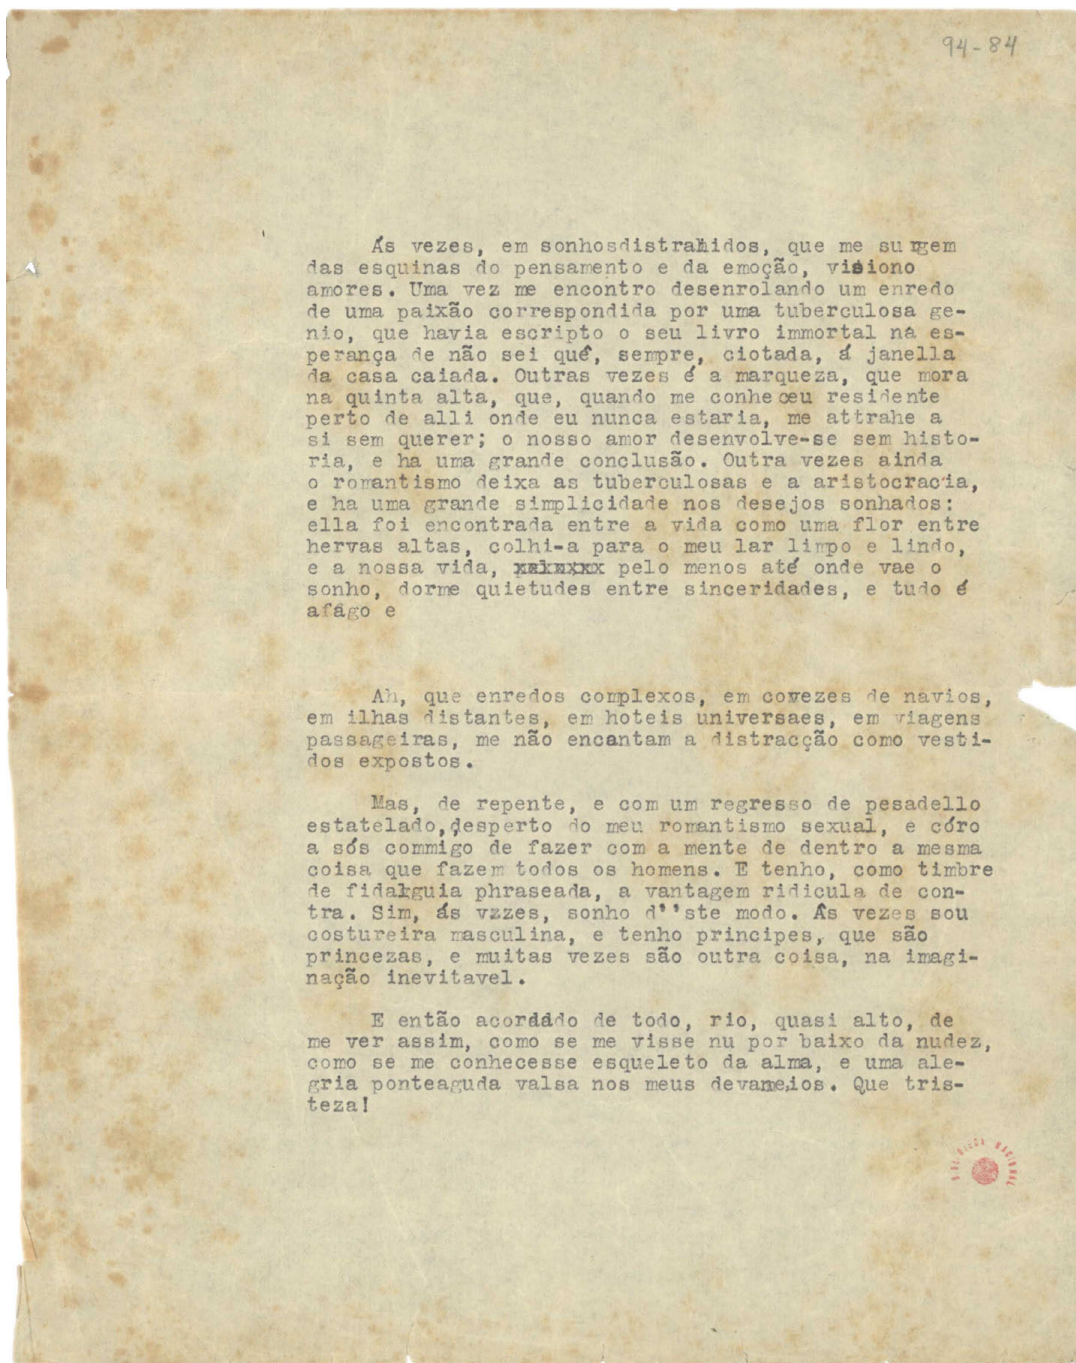 94-84
Ás vezes, em sonhosdistrahidos, que me surgem
das esquinas do pensamento e da emoção, visiono
amores. Uma vez me encontro desenrolando um enredo
de uma paixão correspondida por uma tuberculosa ge-
nio, que havia escripto o seu livro immortal na es-
perança de não sei quê, sempre, ciotada, á janella
da casa caiada. Outras vezes é a marqueza, que mora
na quinta alta, que, quando me conheceu residente
perto de alli onde eu nunca estaria, me attrahe a
si sem querer; o nosso amor desenvolve-se sem histo-
ria, e ha uma grande conclusão. Outra vezes ainda
o romantismo deixa as tuberculosas e a aristocracia,
e ha uma grande simplicidade nos desejos sonhados:
ella foi encontrada entre a vida como uma flor entre
hervas altas, colhi-a para o meu lar limpo e lindo,
e a nossa vida, pelo menos até onde vae o
sonho, dorme quietudes entre sinceridades, e tudo é
afago e
Ah, que enredos complexos, em covezes de navios,
em ilhas distantes, em hoteis universaes, em viagens
passageiras, me não encantam a distracção como vesti-
dos expostos.
Mas, de repente, e com um regresso de pesadello
estatelado, desperto do meu romantismo sexual, e córo
a sós commigo de fazer com a mente de dentro a mesma
coisa que fazem todos os homens. E tenho, como timbre
de fidalguia phraseada, a vantagem ridicula de con-
tra. Sim, ás vzzes, sonho d''ste modo. Ás vezes sou
costureira masculina, e tenho principes, que são
princezas, e muitas vezes são outra coisa, na imagi-
nação inevitavel.
E então acordado de todo, rio, quasi alto, de
me ver assim, como se me visse nu por baixo da nudez,
como se me conhecesse esqueleto da alma, e uma ale-
gria ponteaguda valsa nos meus devaneios. Que tris-
teza!
NACIONAL